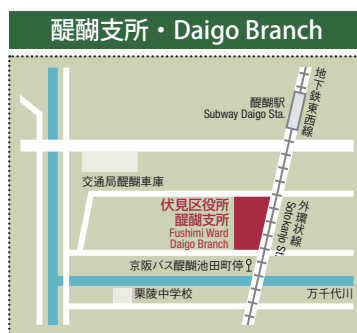 醍醐支所・Daigo Branch
地下鉄東西線
醍醐駅
Subway Daigo Sta.
交通局醍醐車庫
伏見区役所
醍醐支所
Fushimi Ward
Daigo Branch
外環状線
Sotokanjo St.
京阪バス醍醐池田町停
栗陵中学校
万千代川